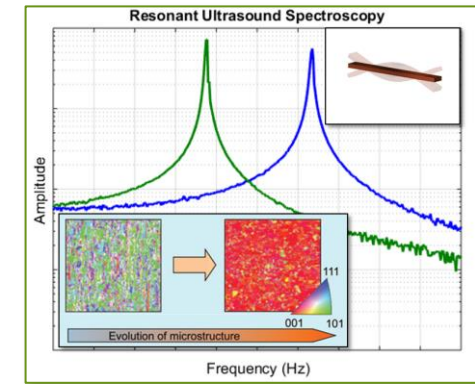 Resonant Ultrasound Spectroscopy
Amplitude
111
001
101
Evolution of microstructure
Frequency (Hz)